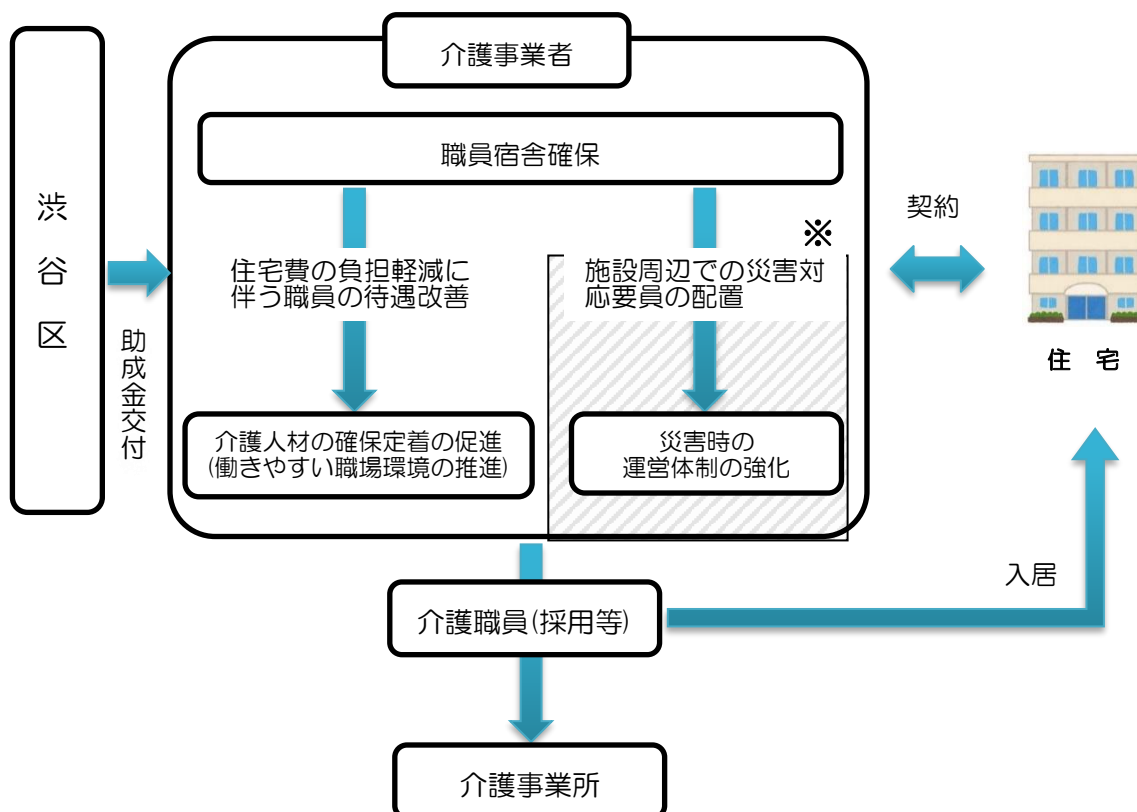 渋谷区
助成金交付
介護事業者
職員宿舎確保
住宅費の負担軽減に
伴う職員の待遇改善
※
施設周辺での災害対
応要員の配置
介護人材の確保定着の促進
(働きやすい職場環境の推進)
災害時の
運営体制の強化
契約
住 宅
入居
介護職員(採用等)
介護事業所